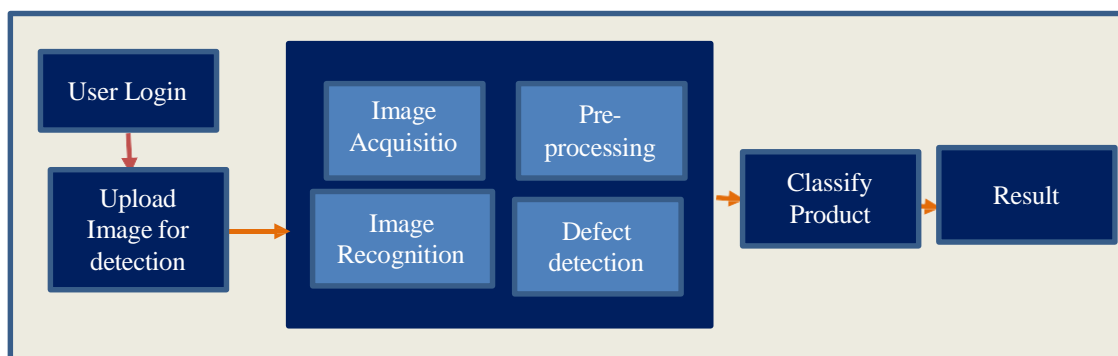 User Login
Upload
Image for
detection
Image
Acquisitio
Pre-
processing
Image
Recognition
Defect
detection
Classify
Product
Result